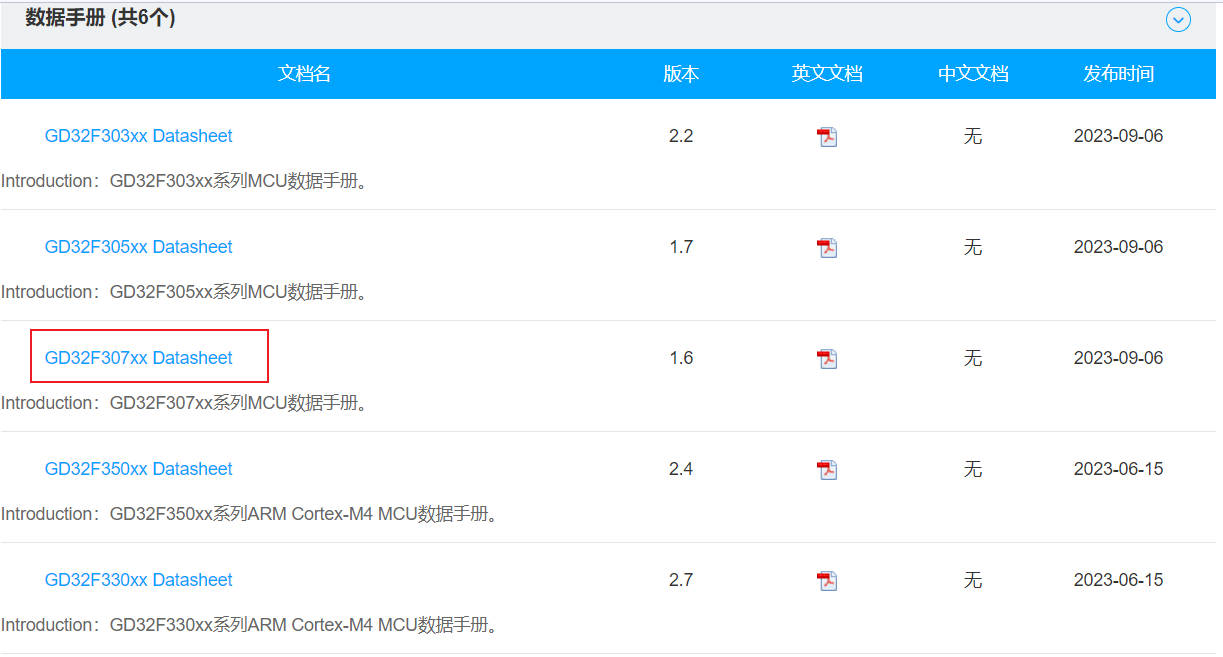 数据手册 (共6个)
文档名 版本 英文文档 中文文档 发布时间
GD32F303xx Datasheet 2.2 无 2023-09-06
Introduction：GD32F303xx系列MCU数据手册。
GD32F305xx Datasheet 1.7 无 2023-09-06
Introduction：GD32F305xx系列MCU数据手册。
GD32F307xx Datasheet 1.6 无 2023-09-06
Introduction：GD32F307xx系列MCU数据手册。
GD32F350xx Datasheet 2.4 无 2023-06-15
Introduction：GD32F350xx系列ARM Cortex-M4 MCU数据手册。
GD32F330xx Datasheet 2.7 无 2023-06-15
Introduction：GD32F330xx系列ARM Cortex-M4 MCU数据手册。